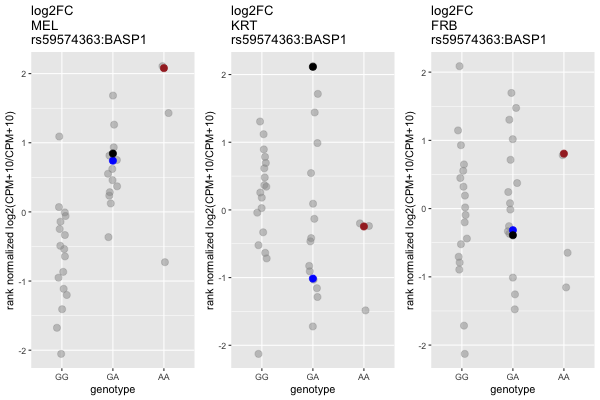 log2FC
MEL
rs59574363:BASP1
rank normalized log2(CPM+10/CPM+10)
2
1
0
-1
-2
GG
GA
AA
genotype
log2FC
KRT
rs59574363:BASP1
rank normalized log2(CPM+10/CPM+10)
2
1
0
-1
-2
GG
GA
AA
genotype
log2FC
FRB
rs59574363:BASP1
rank normalized log2(CPM+10/CPM+10)
2
1
0
-1
-2
GG
GA
AA
genotype